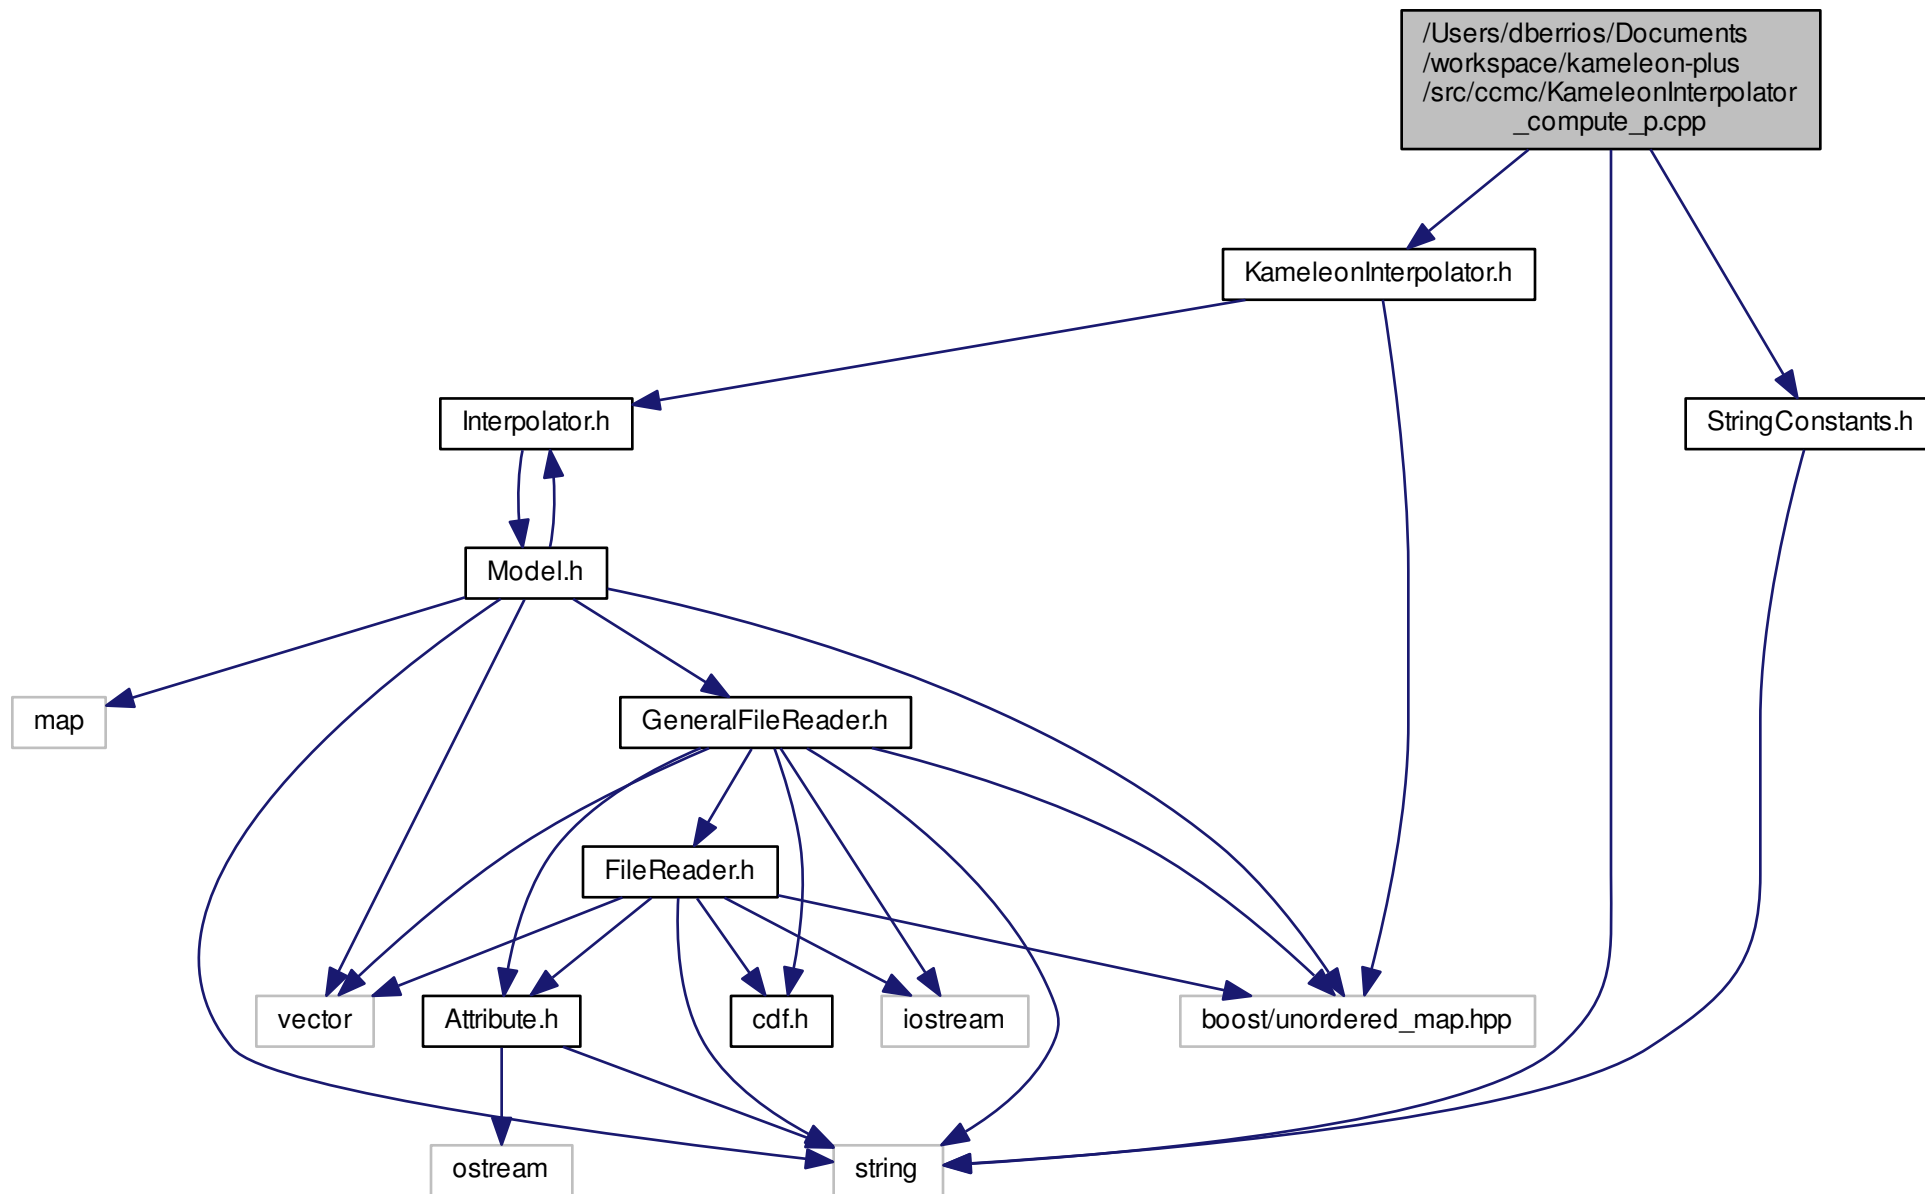 /Users/dberrios/Documents
/workspace/kameleon-plus
/src/ccmc/KameleonInterpolator
_compute_p.cpp
KameleonInterpolator.h
Interpolator.h
StringConstants.h
Model.h
map
GeneralFileReader.h
FileReader.h
vector
Attribute.h
cdf.h
iostream
boost/unordered_map.hpp
ostream
string